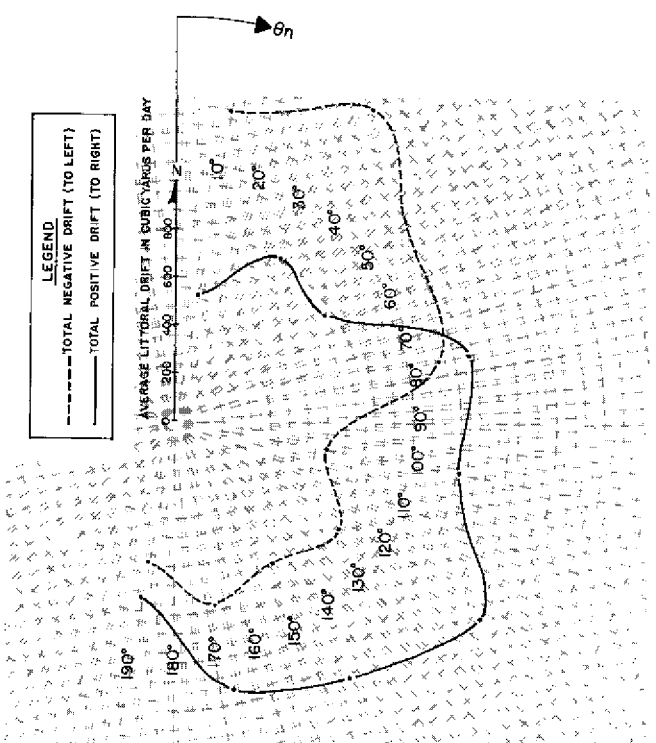 θn
LEGEND
TOTAL NEGATIVE DRIFT (TO LEFT)
TOTAL POSITIVE DRIFT (TO RIGHT)
AVERAGE LITTORAL DRIFT IN CUBIC YARDS PER DAY
0 200 400 600 800
N
10°
20°
30°
40°
50°
60°
70°
80°
90°
100°
110°
120°
130°
140°
150°
160°
170°
180°
190°